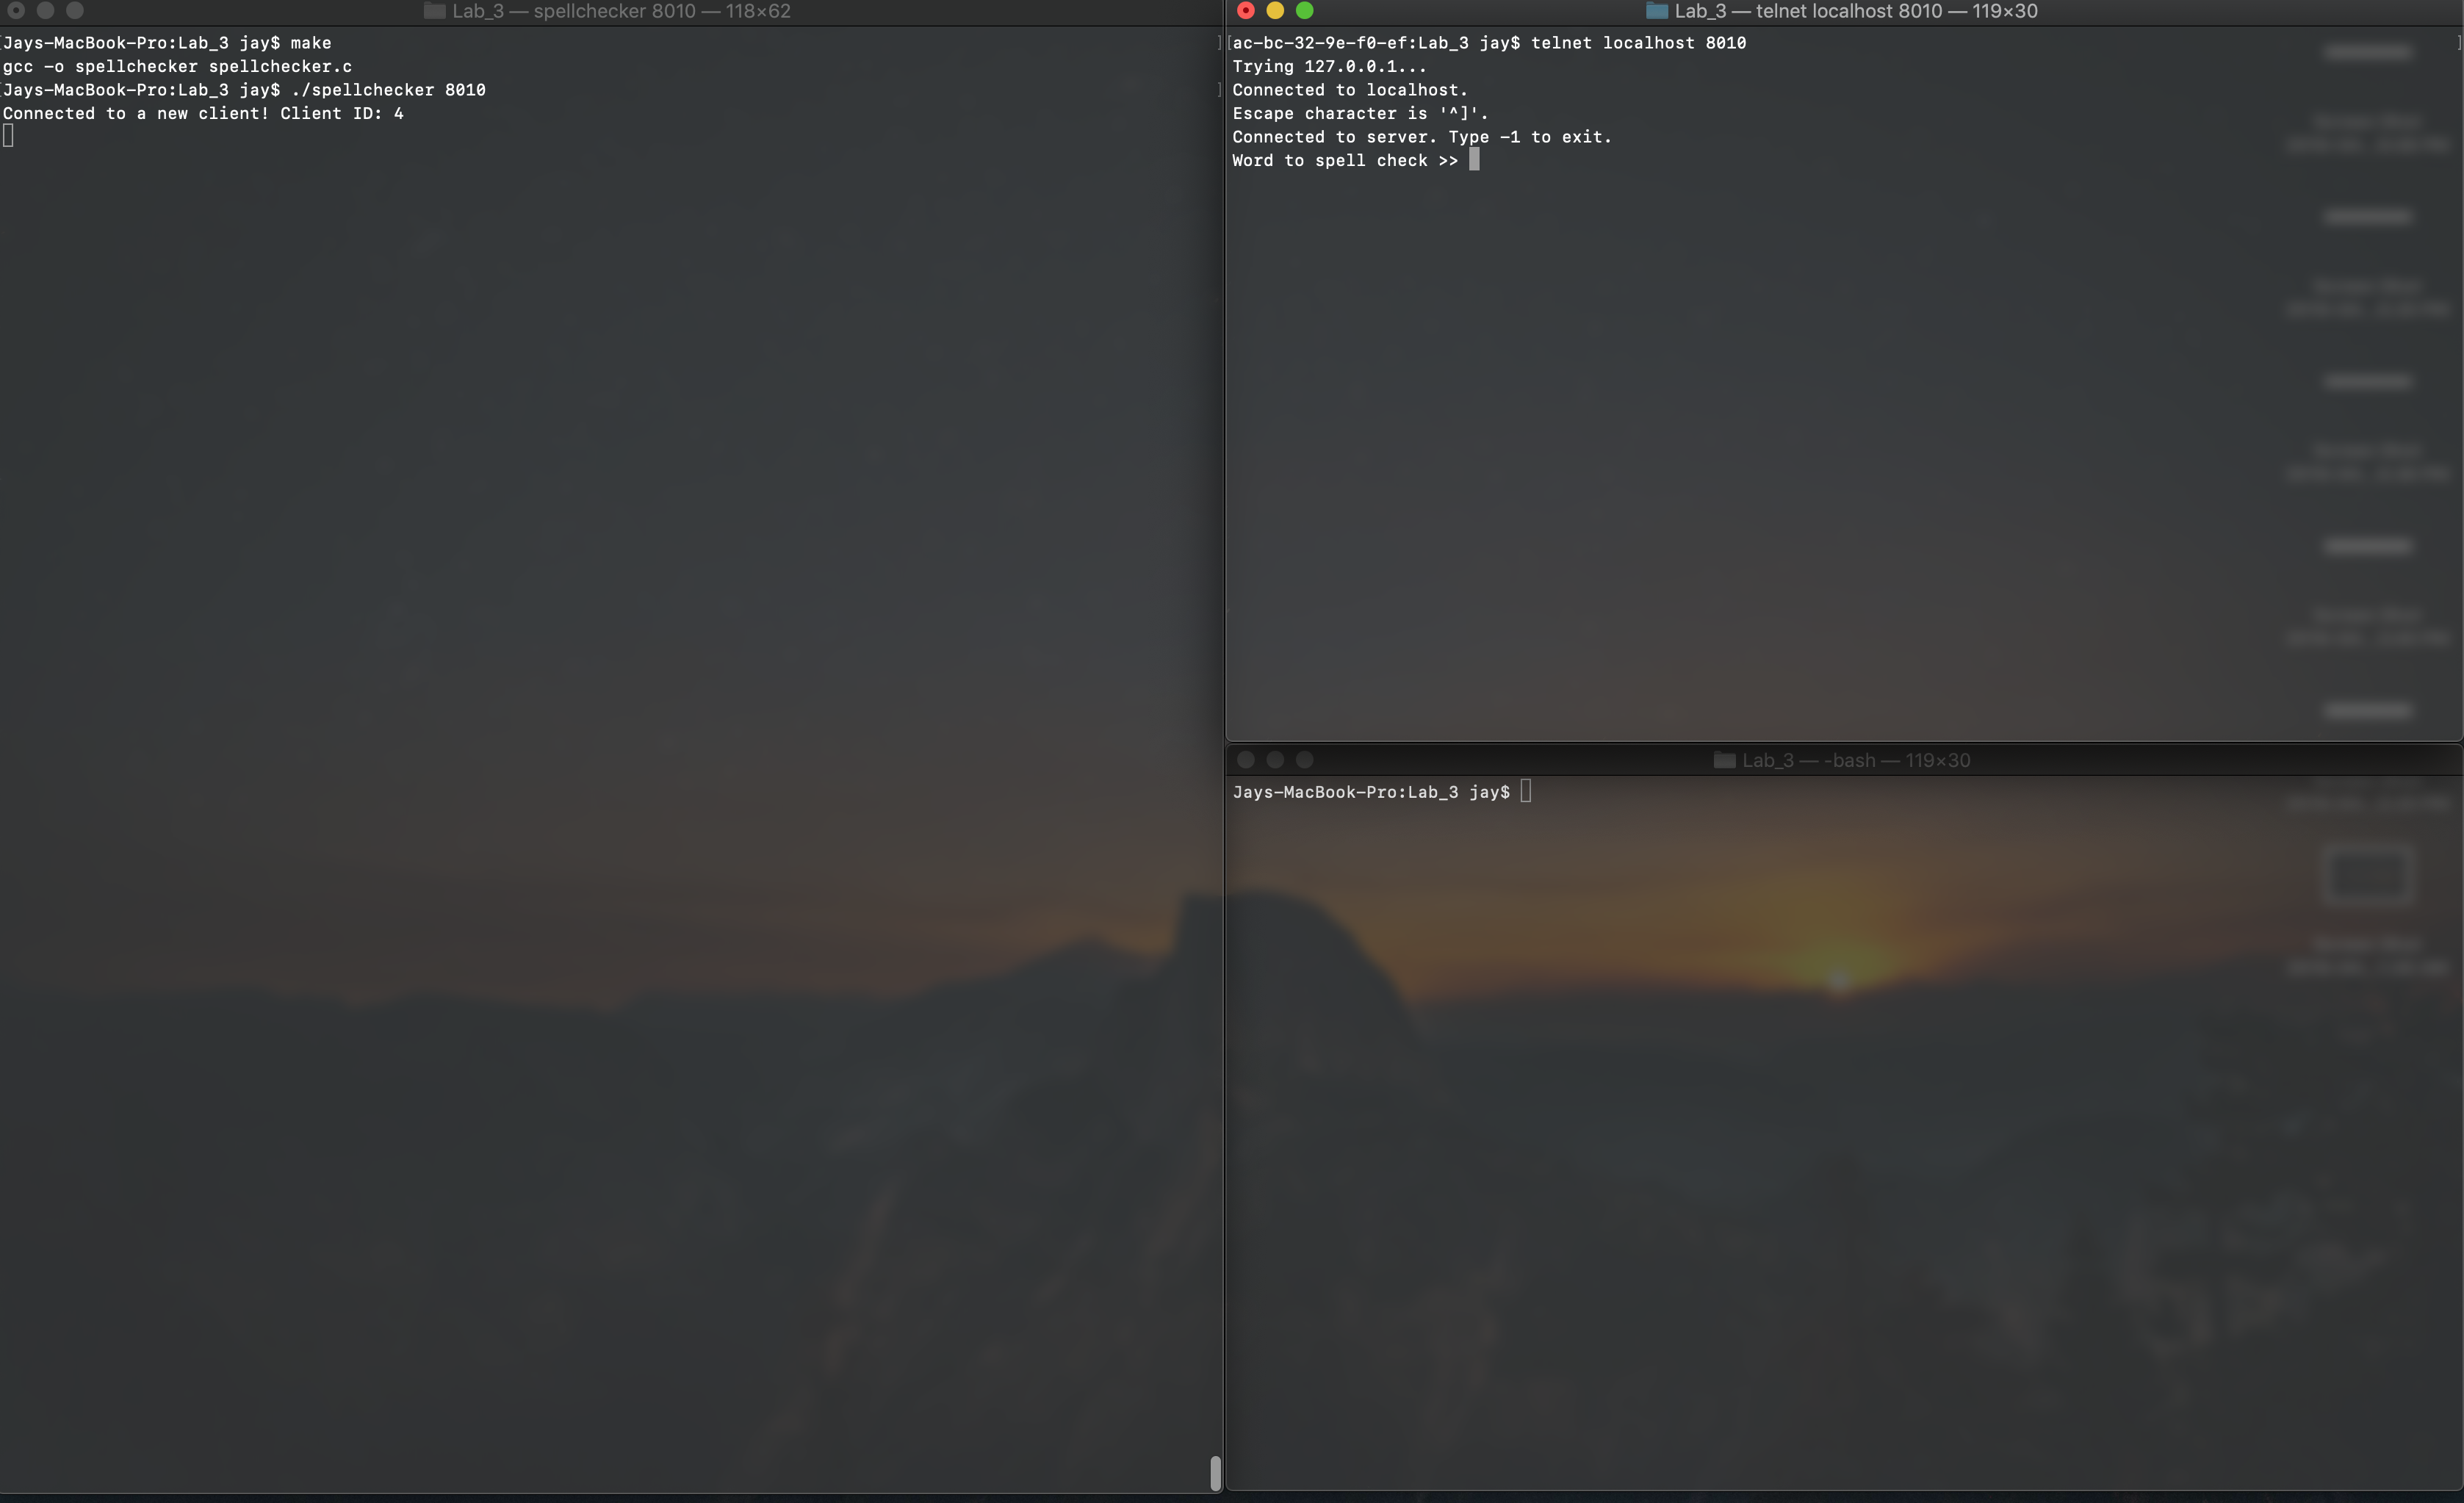 Lab_3 — spellchecker 8010 — 118×62
Jays-MacBook-Pro:Lab_3 jay$ make
gcc -o spellchecker spellchecker.c
Jays-MacBook-Pro:Lab_3 jay$ ./spellchecker 8010
Connected to a new client! Client ID: 4
Lab_3 — telnet localhost 8010 — 119×30
ac-bc-32-9e-f0-ef:Lab_3 jay$ telnet localhost 8010
Trying 127.0.0.1...
Connected to localhost.
Escape character is '^]'.
Connected to server. Type -1 to exit.
Word to spell check >>
Lab_3 — -bash — 119×30
Jays-MacBook-Pro:Lab_3 jay$